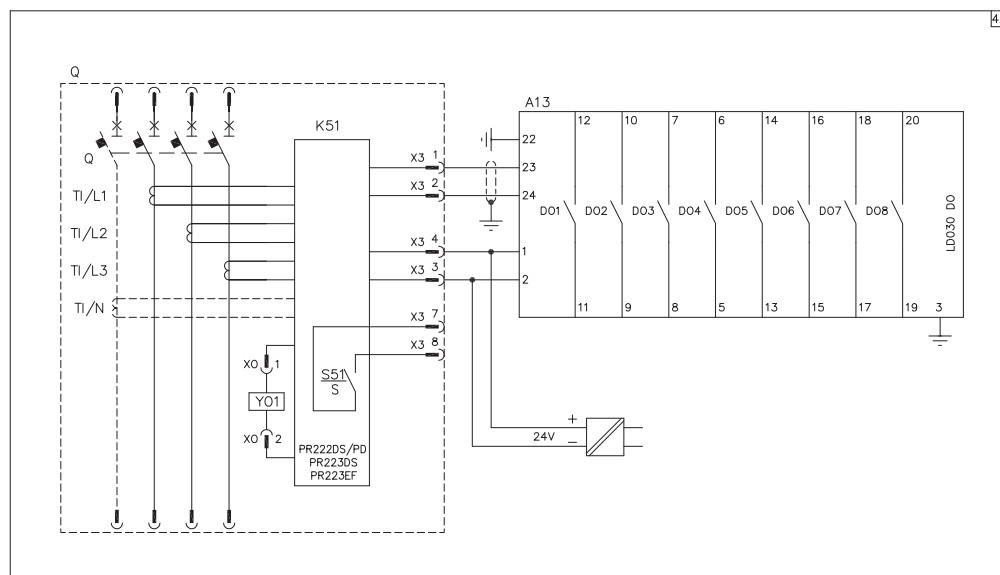 4
Q
A13
12 10 7 6 14 16 18 20
K51
22
X3 1
23
Q
X3 2
24
TI/L1
DO1 DO2 DO3 DO4 DO5 DO6 DO7 DO8
LD030 DO
TI/L2
X3 4
1
TI/L3
X3 3
2
TI/N
11 9 8 5 13 15 17 19 3
X3 7
X3 8
X0 1
S51
S
Y01
+
24V
−
X0 2
PR222DS/PD
PR223DS
PR223EF